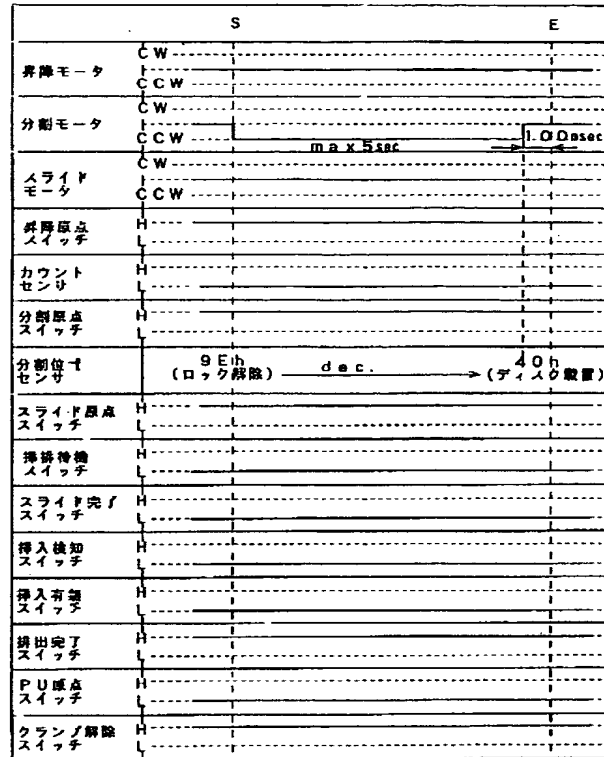 S E
昇降モータ CW
CCW
分割モータ CW
CCW max 5sec 100msec
スライド
モータ CW
CCW
昇降原点
スイッチ H
L
カウント
センサ H
L
分割原点
スイッチ H
分割位置
センサ 9Eh dec. 40h
(ロック解除) (ディスク載置)
スライド原点
スイッチ H
L
挿排待機
スイッチ H
L
スライド完了
スイッチ H
L
挿入検知
スイッチ H
L
挿入有無
スイッチ H
L
排出完了
スイッチ H
L
PU原点
スイッチ H
L
クランプ解除
スイッチ H
L